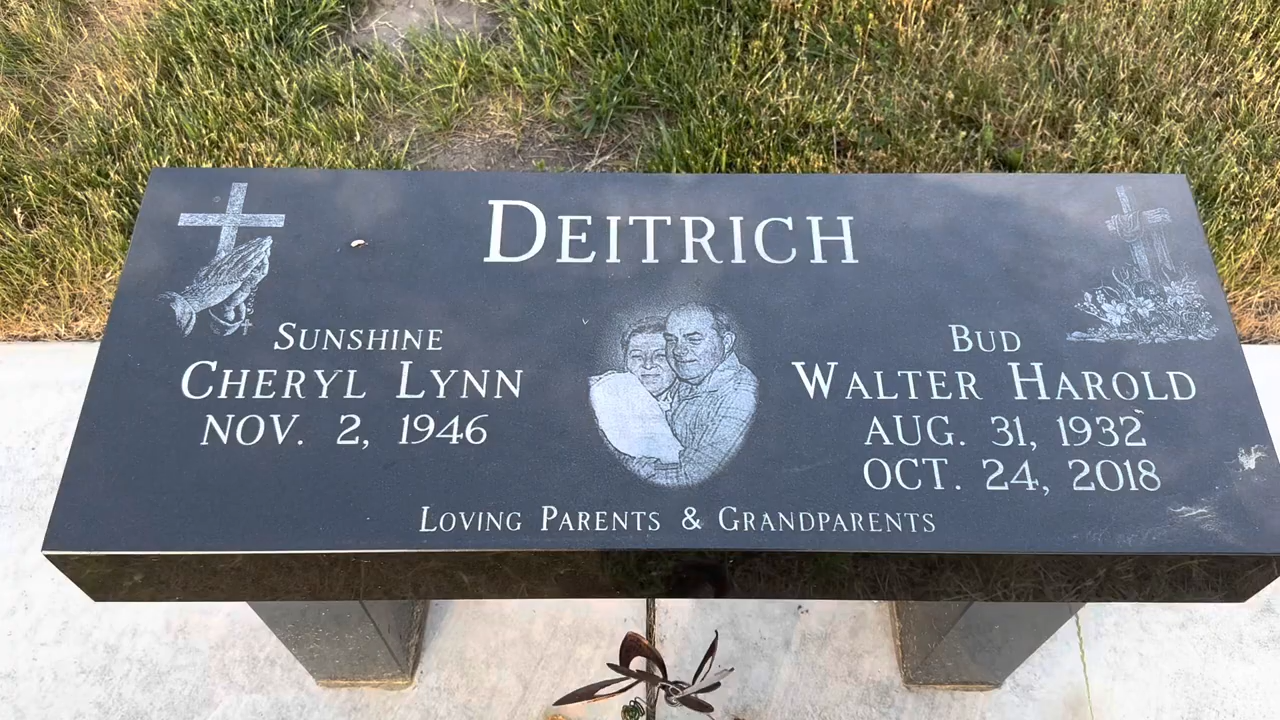 DEITRICH
SUNSHINE
CHERYL LYNN
NOV. 2, 1946
BUD
WALTER HAROLD
AUG. 31, 1932
OCT. 24, 2018
LOVING PARENTS & GRANDPARENTS